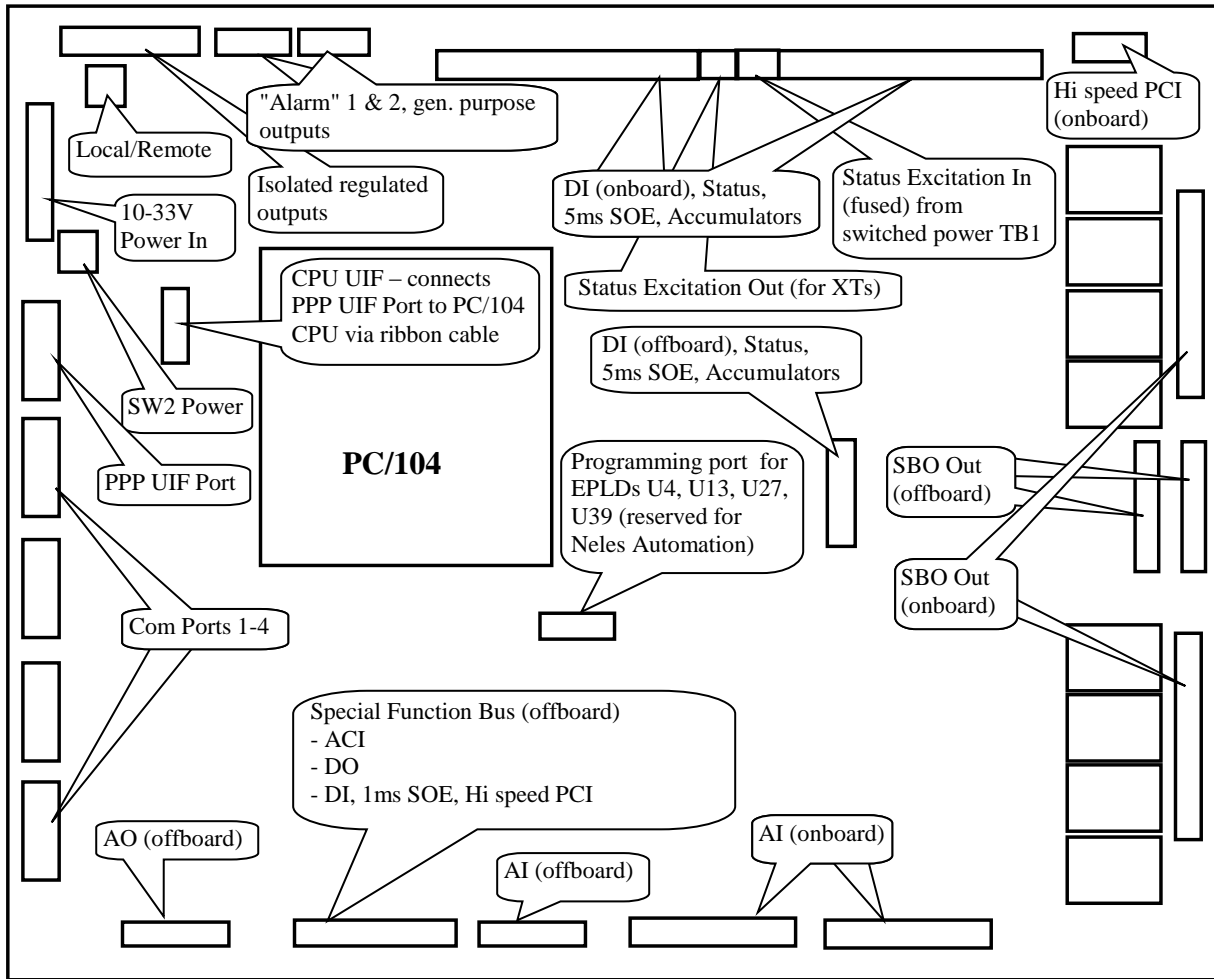 "Alarm" 1 & 2, gen. purpose
outputs
Hi speed PCI
(onboard)
Local/Remote
Isolated regulated
outputs
DI (onboard), Status,
5ms SOE, Accumulators
Status Excitation In
(fused) from
switched power TB1
10-33V
Power In
CPU UIF – connects
PPP UIF Port to PC/104
CPU via ribbon cable
Status Excitation Out (for XTs)
DI (offboard), Status,
5ms SOE, Accumulators
SW2 Power
PC/104
PPP UIF Port
Programming port for
EPLDs U4, U13, U27,
U39 (reserved for
Neles Automation)
SBO Out
(offboard)
SBO Out
(onboard)
Com Ports 1-4
Special Function Bus (offboard)
- ACI
- DO
- DI, 1ms SOE, Hi speed PCI
AO (offboard)
AI (offboard)
AI (onboard)